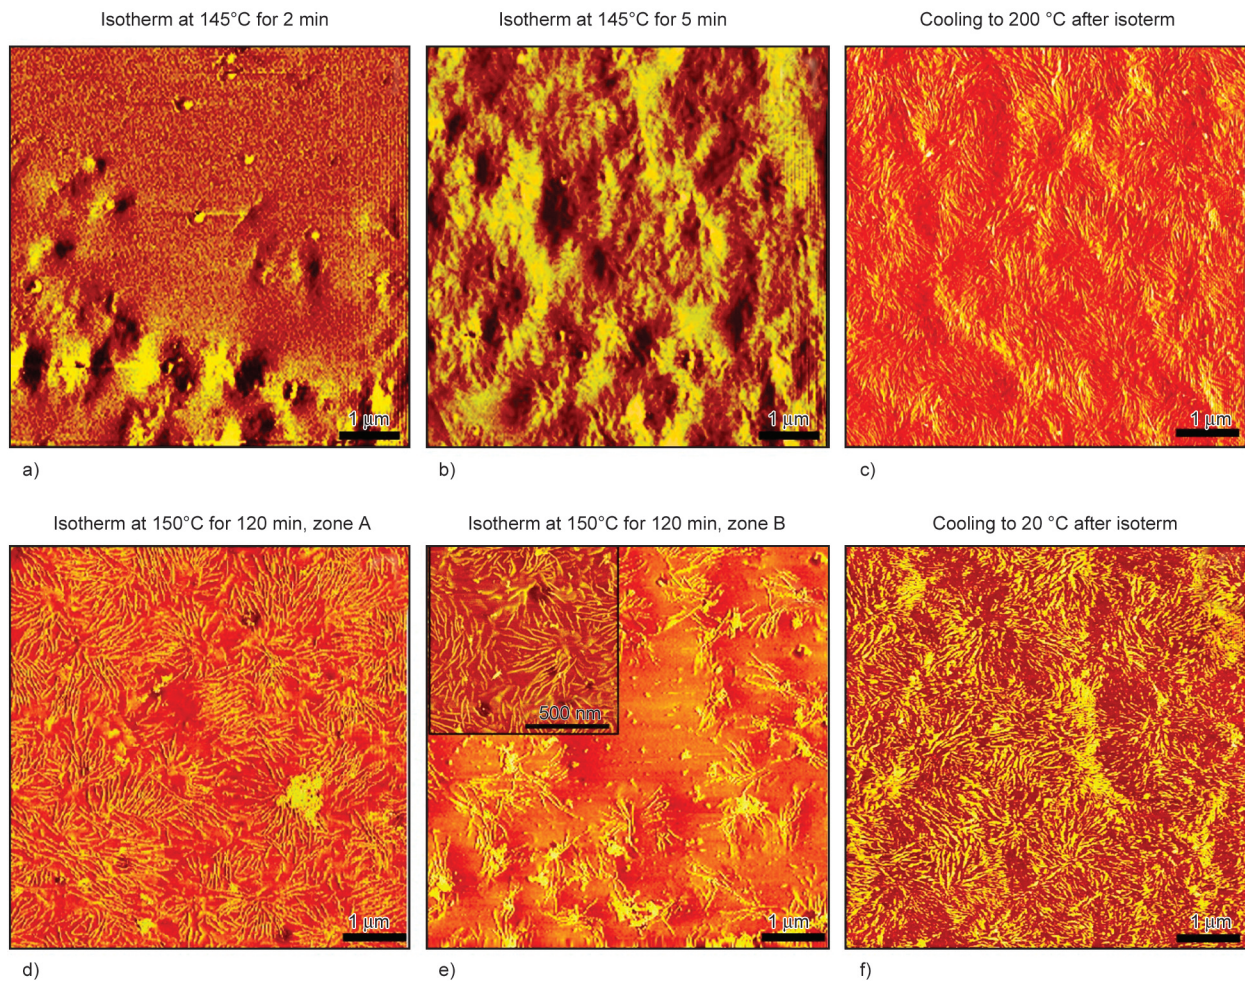 Isotherm at 145°C for 2 min
Isotherm at 145°C for 5 min
Cooling to 200 °C after isoterm
1 µm
1 µm
1 µm
a)
b)
c)
Isotherm at 150°C for 120 min, zone A
Isotherm at 150°C for 120 min, zone B
Cooling to 20 °C after isoterm
500 nm
1 µm
1 µm
1 µm
d)
e)
f)